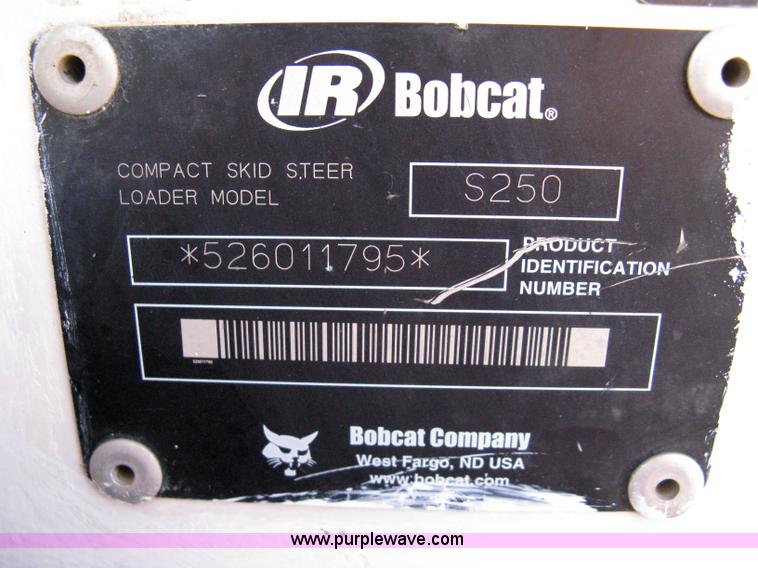 IR Bobcat®
COMPACT SKID STEER
LOADER MODEL
S250
*526011795*
PRODUCT
IDENTIFICATION
NUMBER
526011795
Bobcat Company
West Fargo, ND USA
www.bobcat.com
www.purplewave.com